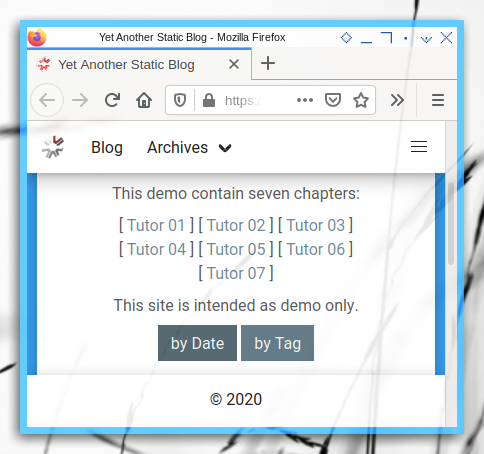 Yet Another Static Blog - Mozilla Firefox
Yet Another Static Blog
https:
Blog Archives
This demo contain seven chapters:
[ Tutor 01 ] [ Tutor 02 ] [ Tutor 03 ]
[ Tutor 04 ] [ Tutor 05 ] [ Tutor 06 ]
[ Tutor 07 ]
This site is intended as demo only.
by Date by Tag
© 2020